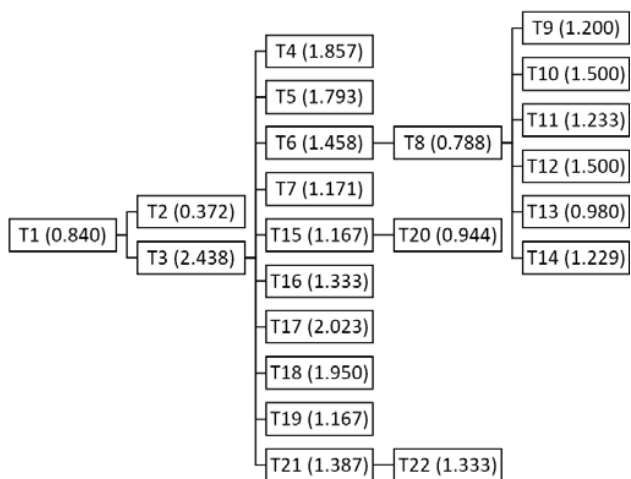 T1 (0.840)
T2 (0.372)
T3 (2.438)
T4 (1.857)
T5 (1.793)
T6 (1.458)
T7 (1.171)
T15 (1.167)
T16 (1.333)
T17 (2.023)
T18 (1.950)
T19 (1.167)
T21 (1.387)
T8 (0.788)
T20 (0.944)
T22 (1.333)
T9 (1.200)
T10 (1.500)
T11 (1.233)
T12 (1.500)
T13 (0.980)
T14 (1.229)